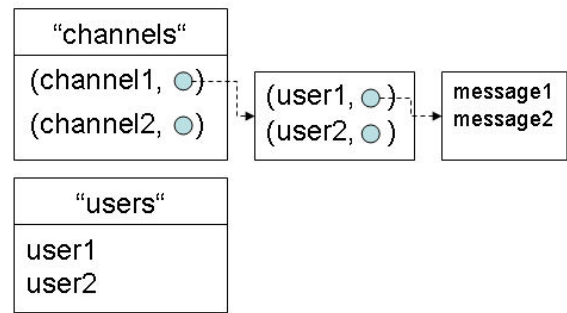 “channels“
(channel1, )
(channel2, )
(user1, )
(user2, )
message1
message2
“users“
user1
user2